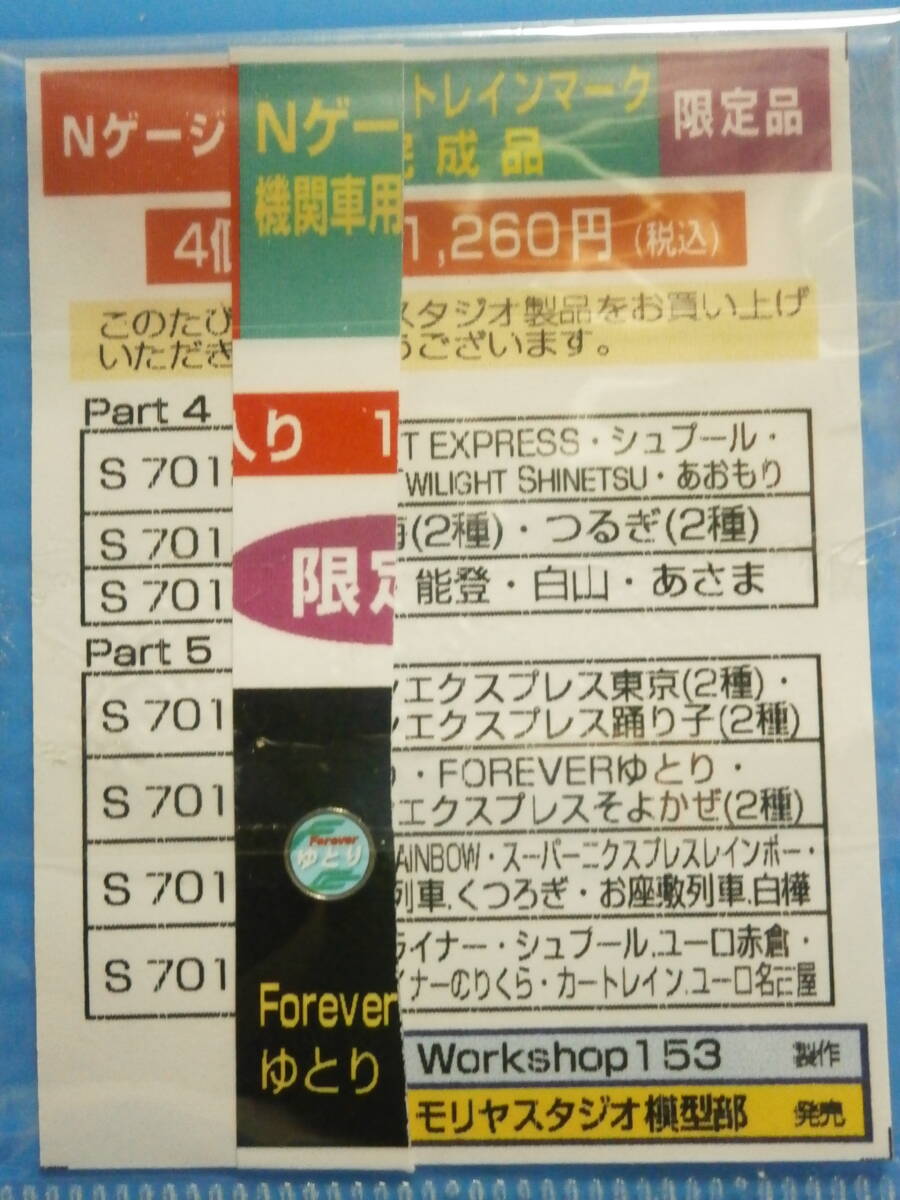 Nゲージ
トレインマーク
完成品
限定品
4個
1,260円 (税込)
このたび
スタジオ製品をお買い上げ
いただき
うございます。
Part 4
S 701
T EXPRESS・シュプール・
WILIGHT SHINETSU・あおもり
S 701
海(2種)・つるぎ(2種)
S 701
能登・白山・あさま
Part 5
S 701
エクスプレス東京(2種)・
エクスプレス踊り子(2種)
S 701
・FOREVERゆとり・
エクスプレスそよかぜ(2種)
S 701
AINBOW・スーパーエクスプレスレインボー・
列車.くつろぎ・お座敷列車.白樺
S 701
ライナー・シュプール.ユーロ赤倉・
イナーのりくら・カートレイン.ユーロ名古屋
Workshop153 製作
モリヤスタジオ模型部 発売
Nゲー
機関車用
入り 1
限定
Forever
ゆとり
Forever
ゆとり